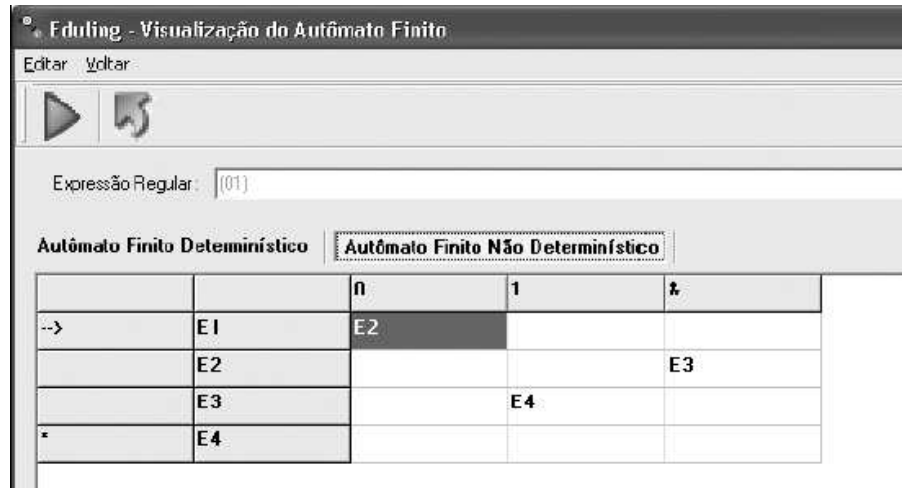 Eduling - Visualização do Autômato Finito
Editar Voltar
Expressão Regular: (01)
Autômato Finito Determinístico Autômato Finito Não Determinístico
0 1 &
--> E1 E2
E2 E3
E3 E4
* E4